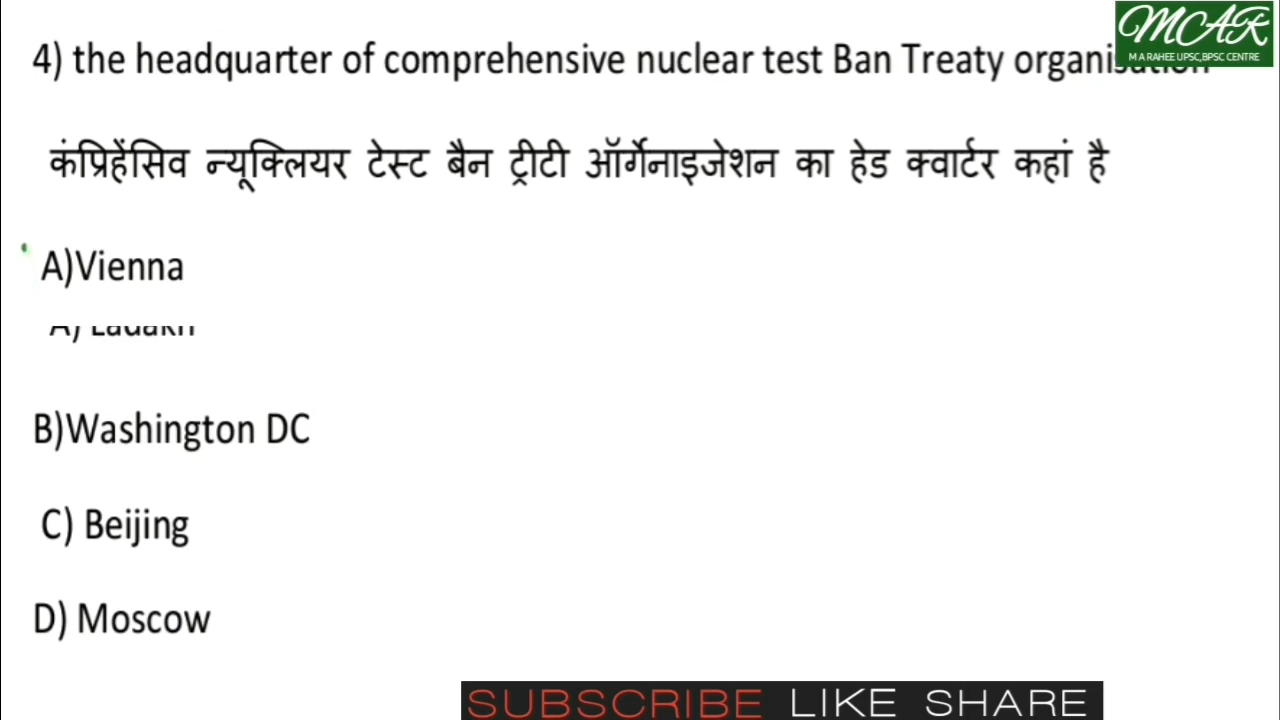 MCAR
M A RAHEE UPSC,BPSC CENTRE
4) the headquarter of comprehensive nuclear test Ban Treaty organisation
कंप्रिहेंसिव न्यूक्लियर टेस्ट बैन ट्रीटी ऑर्गेनाइजेशन का हेड क्वार्टर कहां है
A)Vienna
A) Ladakh
B)Washington DC
C) Beijing
D) Moscow
SUBSCRIBE LIKE SHARE